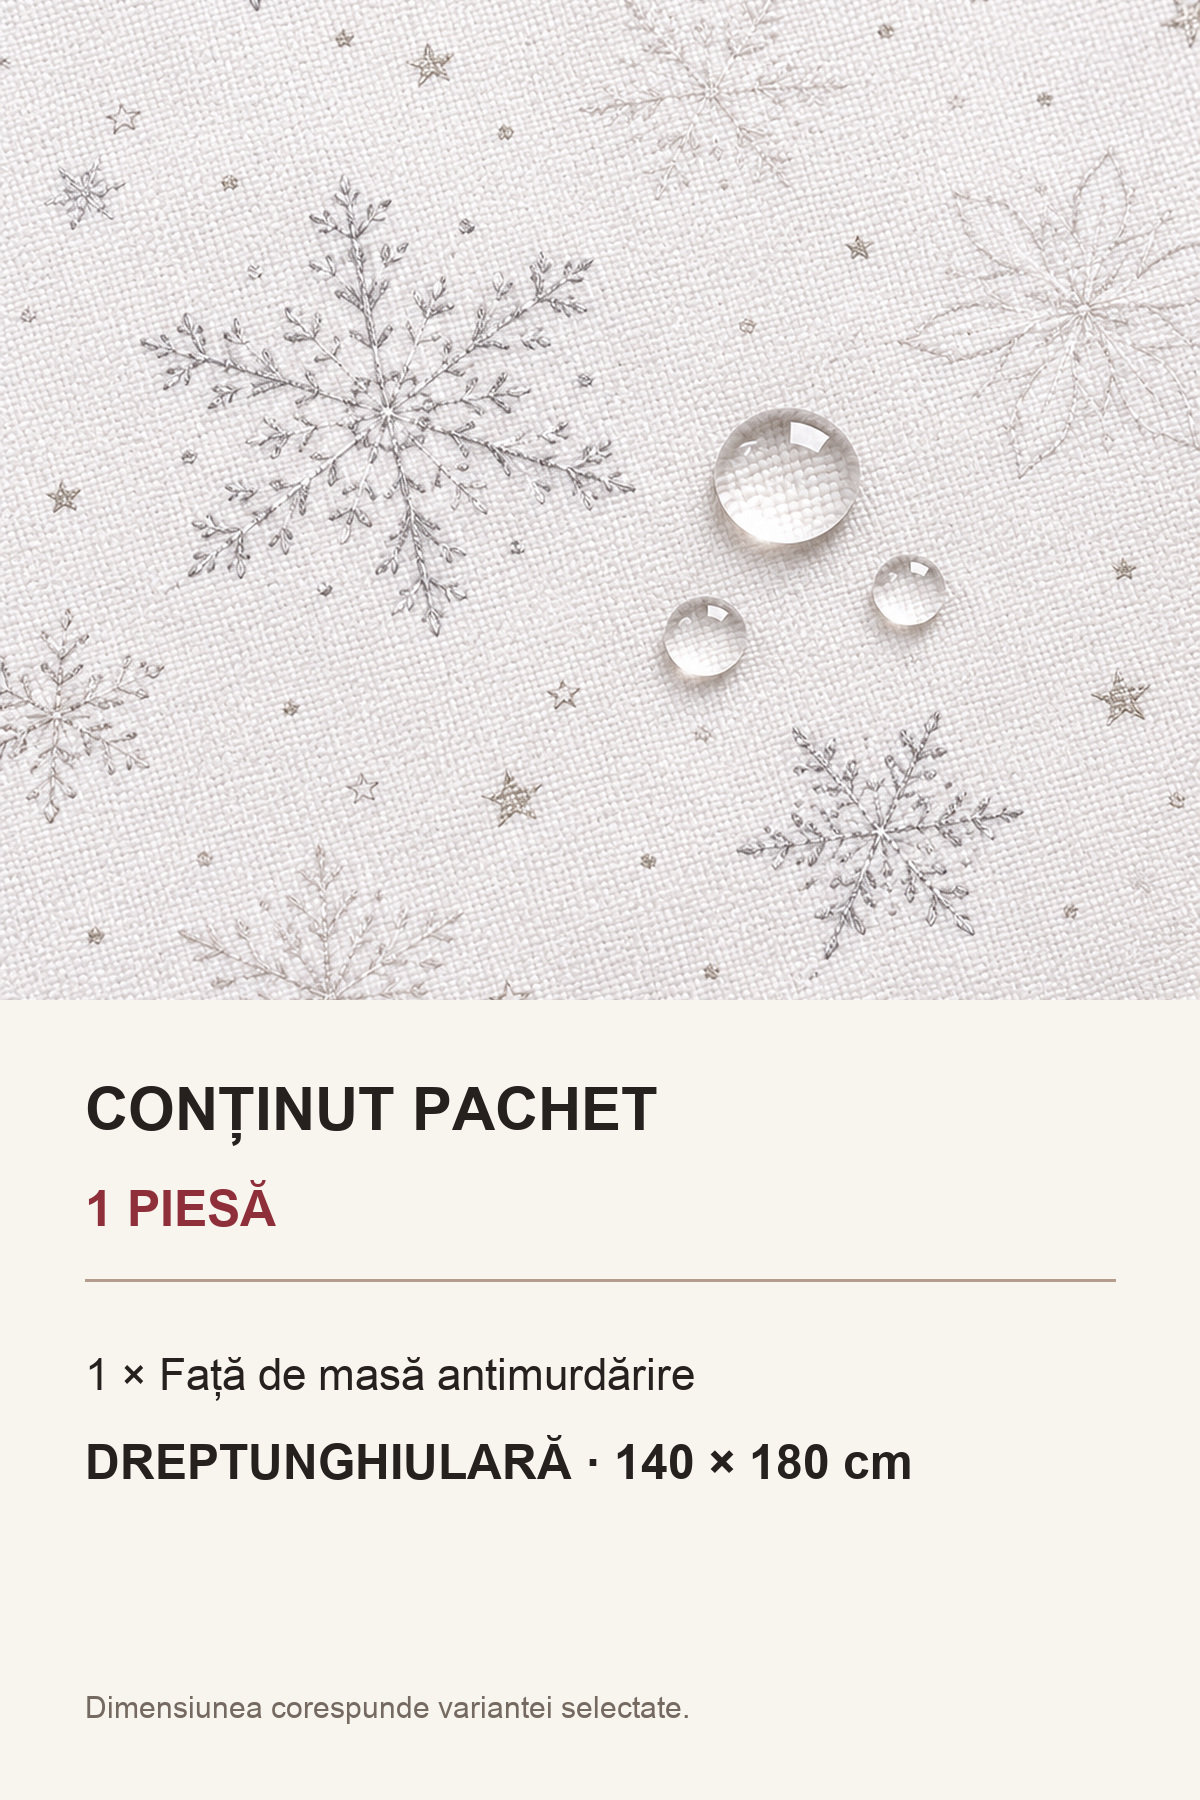 CONȚINUT PACHET
1 PIESĂ
1 × Față de masă antimurdărire
DREPTUNGHIULARĂ · 140 × 180 cm
Dimensiunea corespunde variantei selectate.